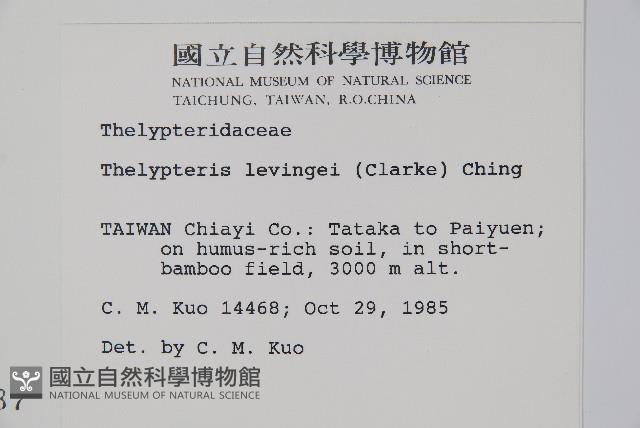 國立自然科學博物館
NATIONAL MUSEUM OF NATURAL SCIENCE
TAICHUNG, TAIWAN, R.O.CHINA
Thelypteridaceae
Thelypteris levingei (Clarke) Ching
TAIWAN Chiayi Co.: Tataka to Paiyuen;
on humus-rich soil, in short-
bamboo field, 3000 m alt.
C. M. Kuo 14468; Oct 29, 1985
Det. by C. M. Kuo
國立自然科學博物館
NATIONAL MUSEUM OF NATURAL SCIENCE